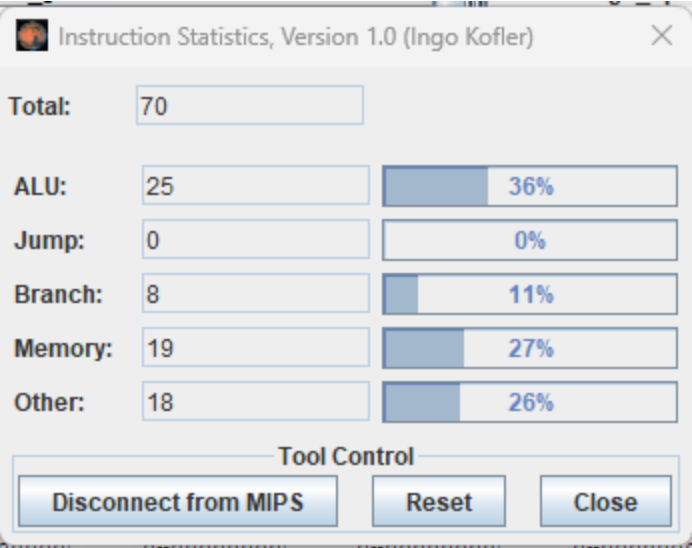 Instruction Statistics, Version 1.0 (Ingo Kofler)
Total: 70
ALU: 25 36%
Jump: 0 0%
Branch: 8 11%
Memory: 19 27%
Other: 18 26%
Tool Control
Disconnect from MIPS Reset Close